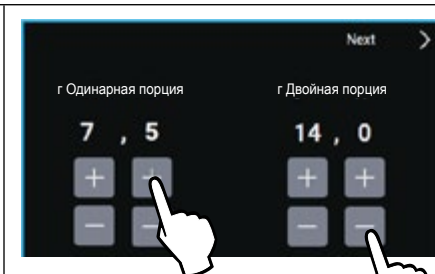 Next >
г Одинарная порция
г Двойная порция
7 , 5
14 , 0
+ + + +
− − − −